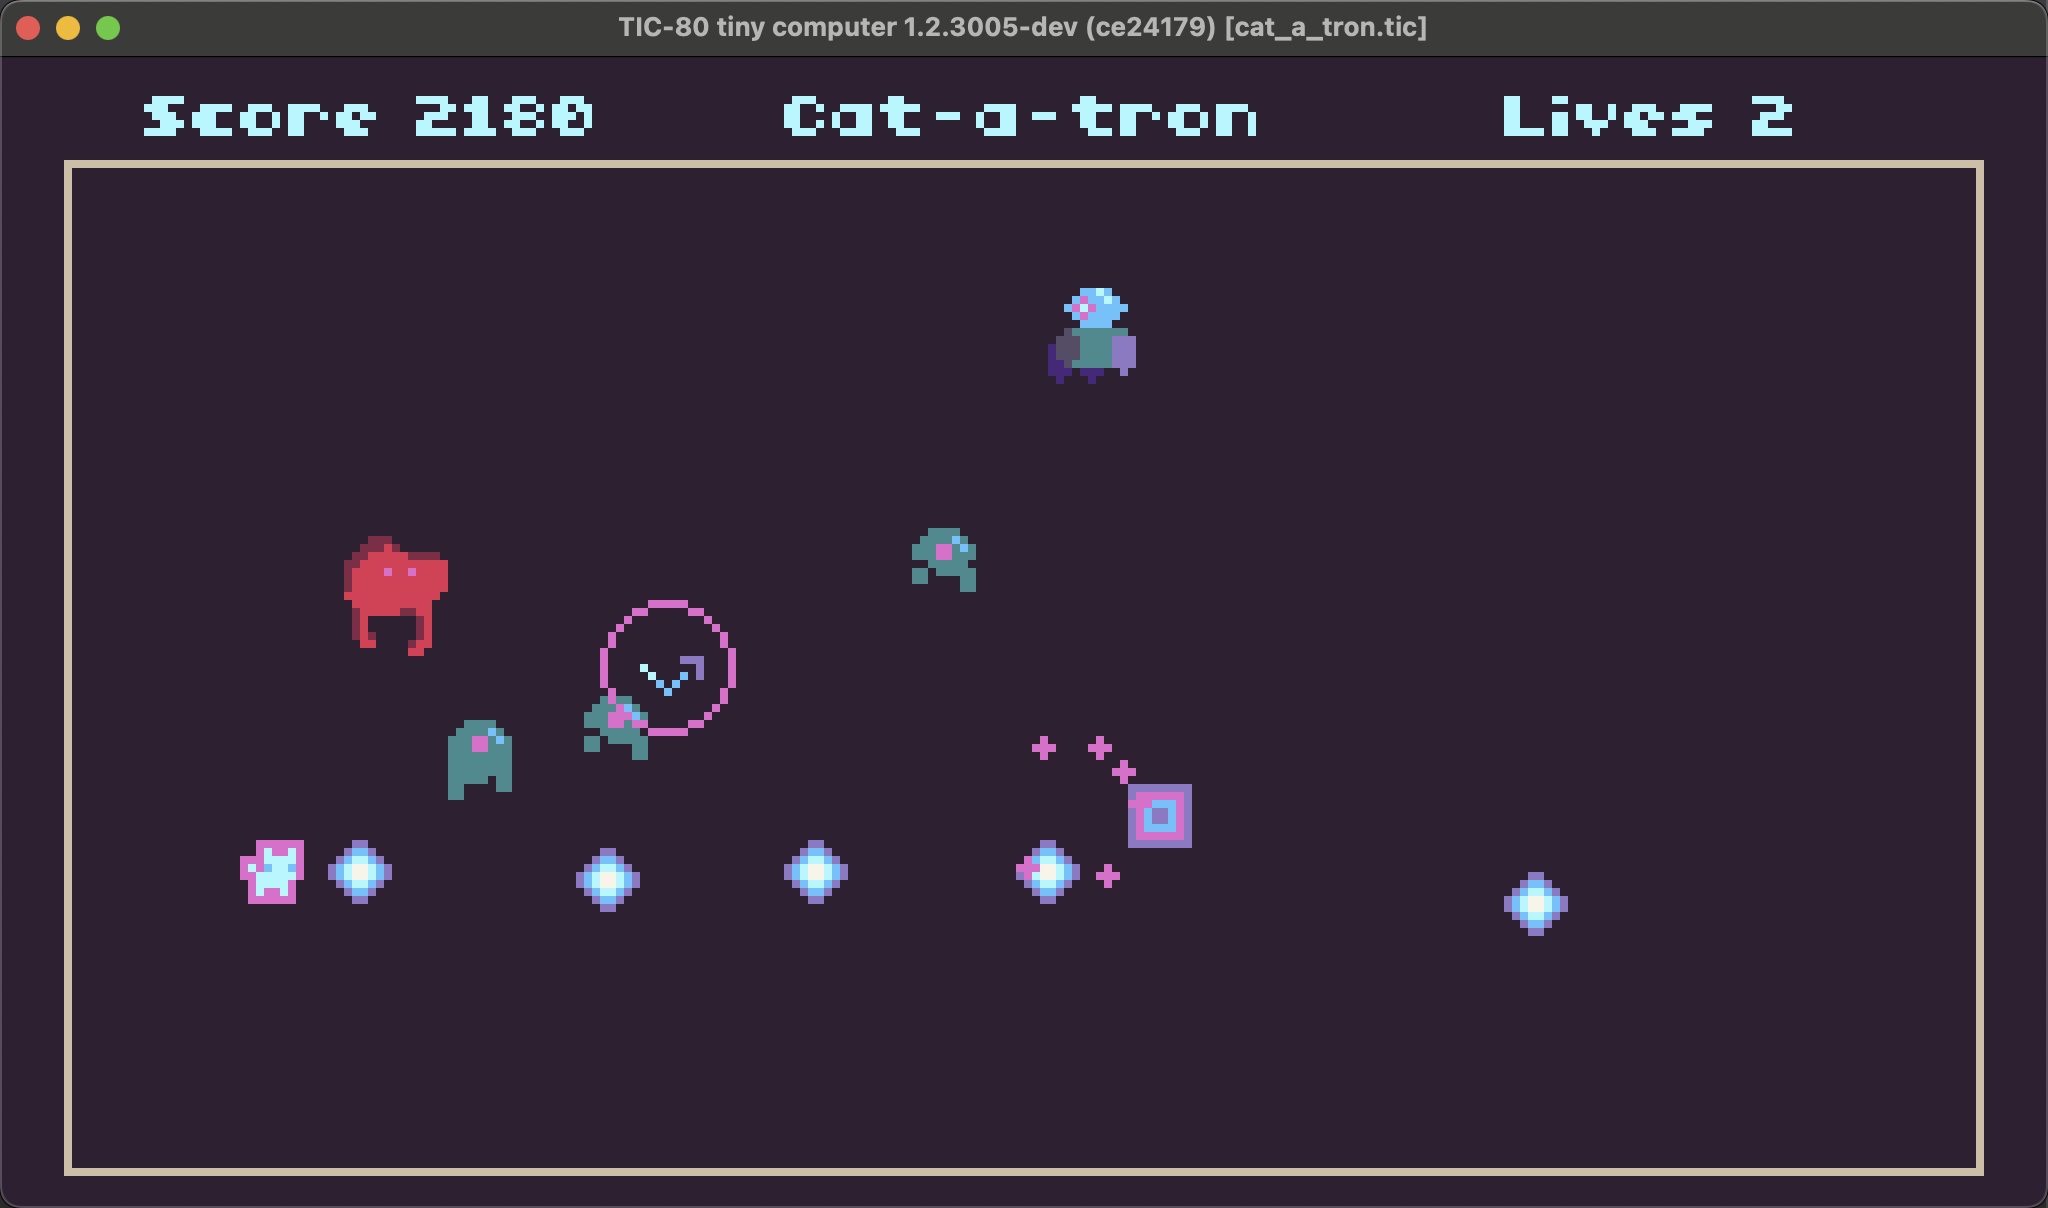 TIC-80 tiny computer 1.2.3005-dev (ce24179) [cat_a_tron.tic]
Score 2180 Cat-a-tron Lives 2